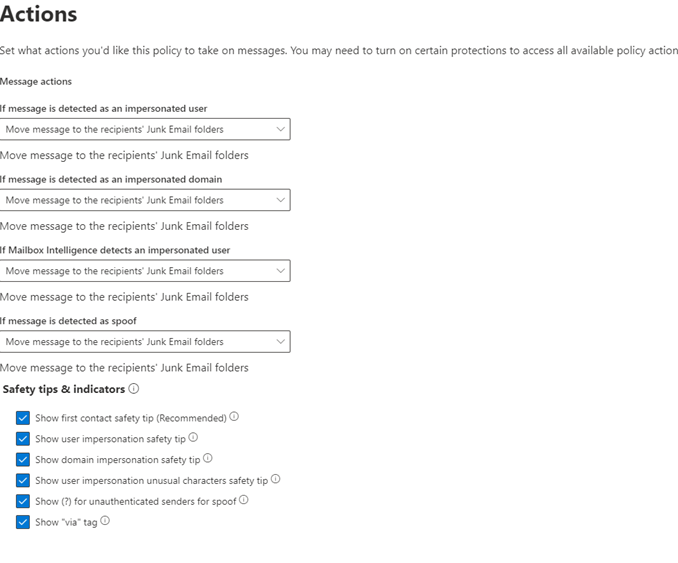 Actions
Set what actions you'd like this policy to take on messages. You may need to turn on certain protections to access all available policy action
Message actions
If message is detected as an impersonated user
Move message to the recipients' Junk Email folders
Move message to the recipients' Junk Email folders
If message is detected as an impersonated domain
Move message to the recipients' Junk Email folders
Move message to the recipients' Junk Email folders
If Mailbox Intelligence detects an impersonated user
Move message to the recipients' Junk Email folders
Move message to the recipients' Junk Email folders
If message is detected as spoof
Move message to the recipients' Junk Email folders
Move message to the recipients' Junk Email folders
Safety tips & indicators
Show first contact safety tip (Recommended)
Show user impersonation safety tip
Show domain impersonation safety tip
Show user impersonation unusual characters safety tip
Show (?) for unauthenticated senders for spoof
Show "via" tag